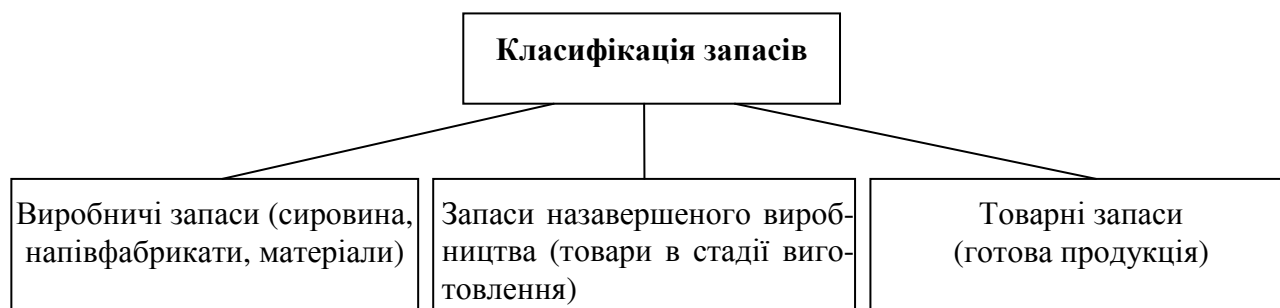 Класифікація запасів
Виробничі запаси (сировина,
напівфабрикати, матеріали)
Запаси назавершеного вироб-
ництва (товари в стадії виго-
товлення)
Товарні запаси
(готова продукція)